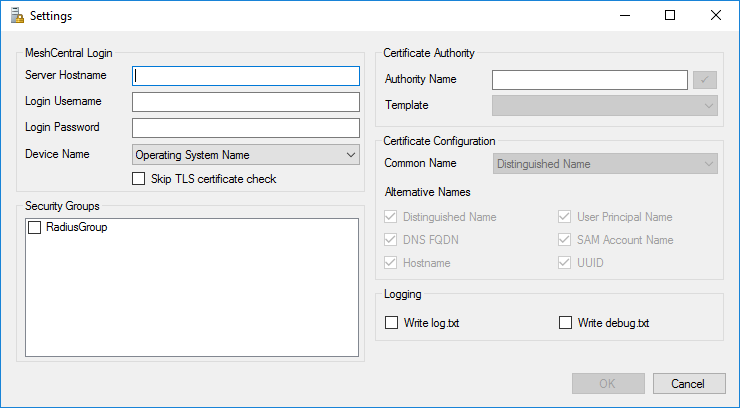 Settings
MeshCentral Login
Server Hostname
Login Username
Login Password
Device Name
Operating System Name
Skip TLS certificate check
Security Groups
RadiusGroup
Certificate Authority
Authority Name
Template
Certificate Configuration
Common Name
Distinguished Name
Alternative Names
Distinguished Name
User Principal Name
DNS FQDN
SAM Account Name
Hostname
UUID
Logging
Write log.txt
Write debug.txt
OK
Cancel